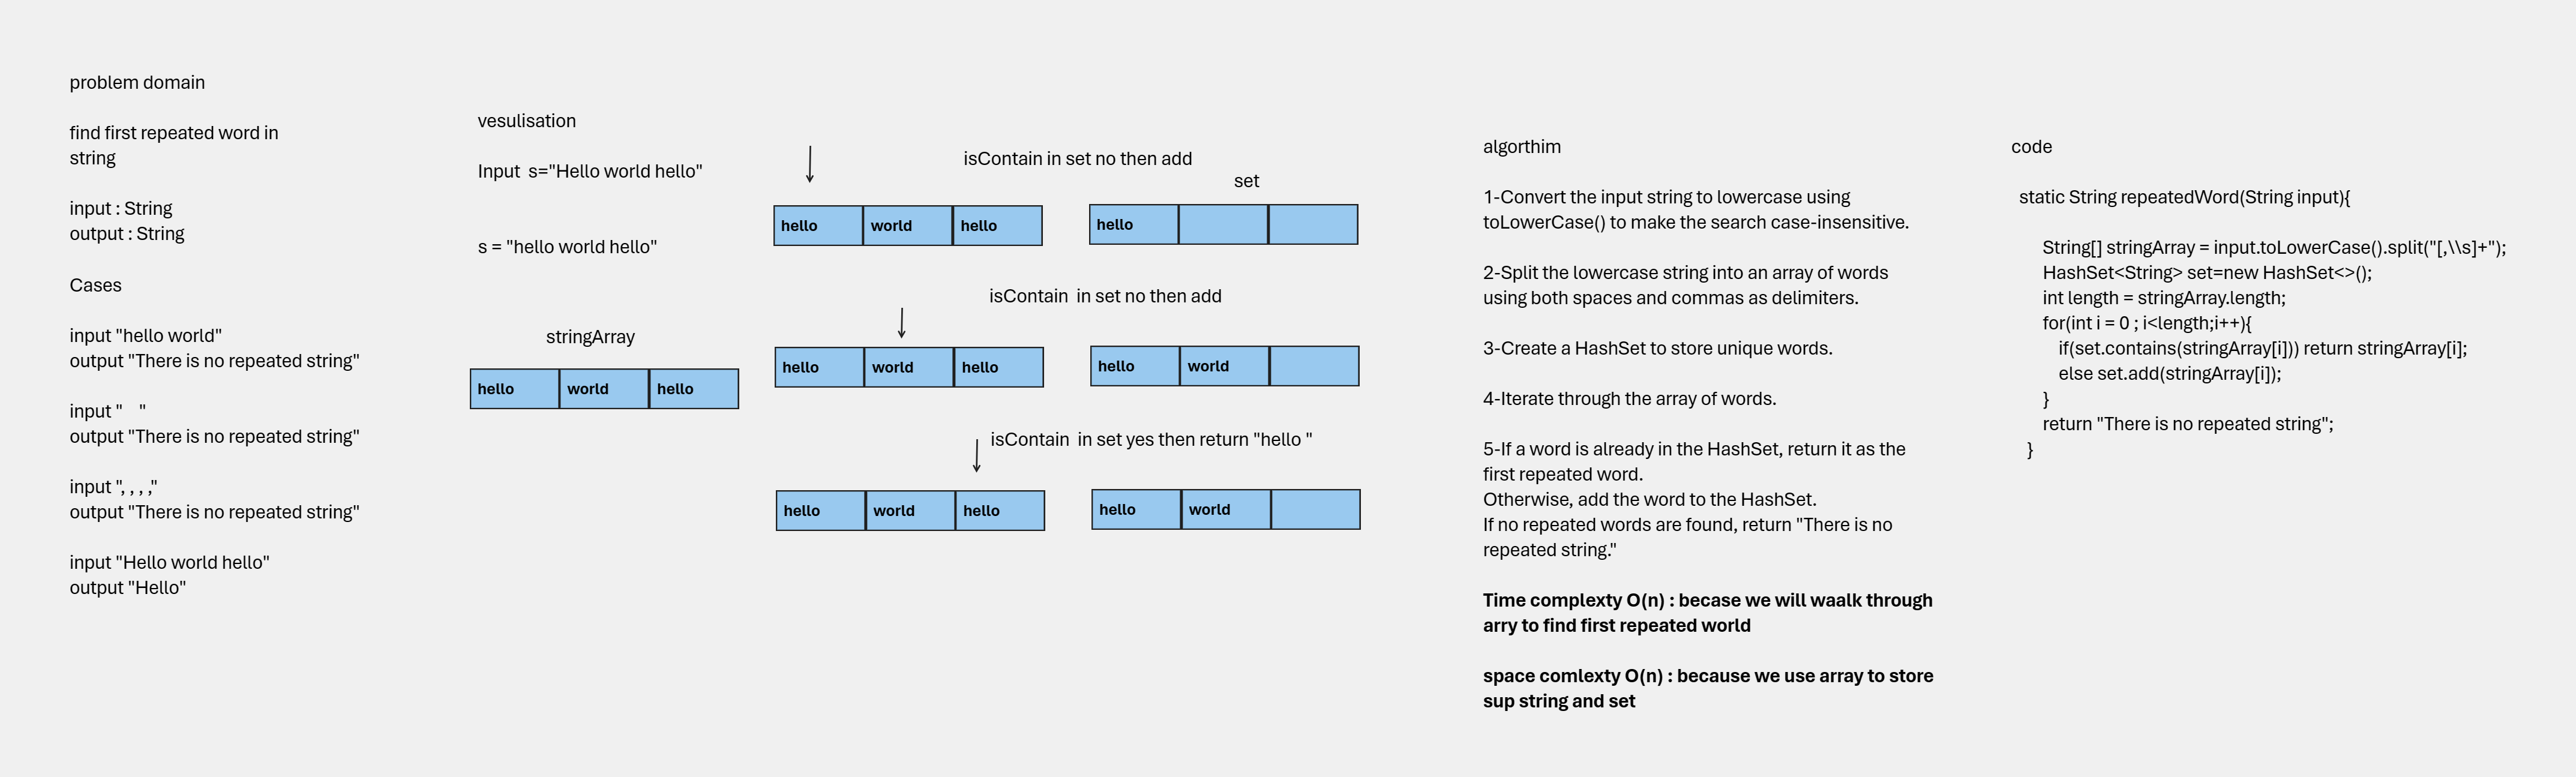 problem domain
find first repeated word in
string
input : String
output : String
Cases
input "hello world"
output "There is no repeated string"
input "    "
output "There is no repeated string"
input ", , , ,"
output "There is no repeated string"
input "Hello world hello"
output "Hello"
vesulisation
Input  s="Hello world hello"
s = "hello world hello"
stringArray
hello world hello
isContain in set no then add
set
hello world hello
hello
isContain  in set no then add
hello world hello
hello world
isContain  in set yes then return "hello "
hello world hello
hello world
algorthim
1-Convert the input string to lowercase using
toLowerCase() to make the search case-insensitive.
2-Split the lowercase string into an array of words
using both spaces and commas as delimiters.
3-Create a HashSet to store unique words.
4-Iterate through the array of words.
5-If a word is already in the HashSet, return it as the
first repeated word.
Otherwise, add the word to the HashSet.
If no repeated words are found, return "There is no
repeated string."
Time complexty O(n) : becase we will waalk through
arry to find first repeated world
space comlexty O(n) : because we use array to store
sup string and set
code
static String repeatedWord(String input){
String[] stringArray = input.toLowerCase().split("[,\\s]+");
HashSet<String> set=new HashSet<>();
int length = stringArray.length;
for(int i = 0 ; i<length;i++){
if(set.contains(stringArray[i])) return stringArray[i];
else set.add(stringArray[i]);
}
return "There is no repeated string";
}